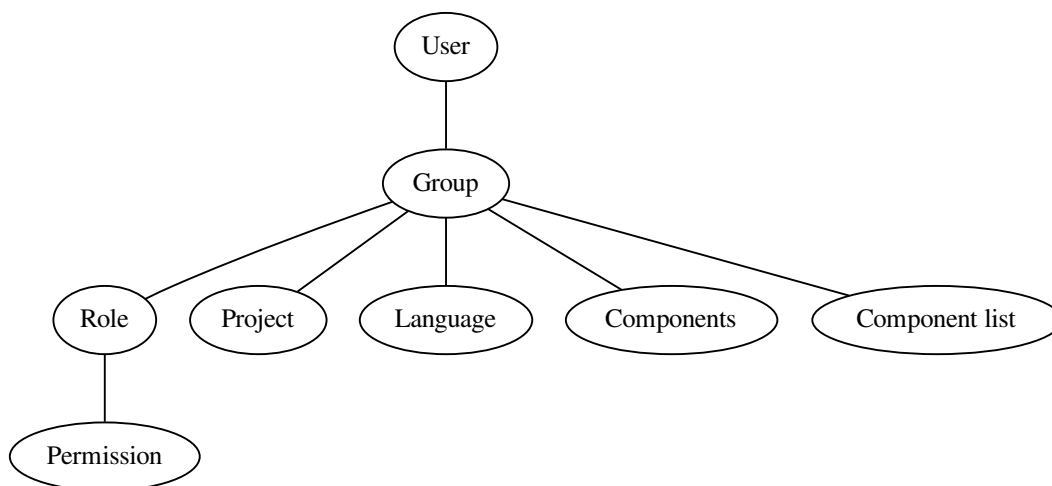 User
Group
Role
Project
Language
Components
Component list
Permission